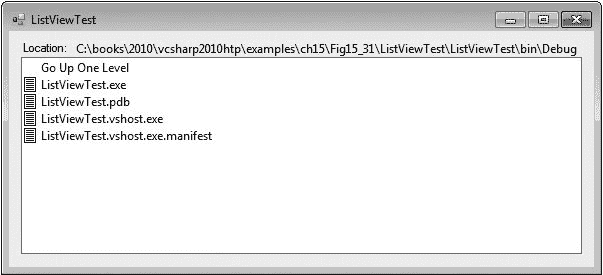 ListViewTest
Location: C:\books\2010\vcsharp2010htp\examples\ch15\Fig15_31\ListViewTest\ListViewTest\bin\Debug
Go Up One Level
ListViewTest.exe
ListViewTest.pdb
ListViewTest.vshost.exe
ListViewTest.vshost.exe.manifest